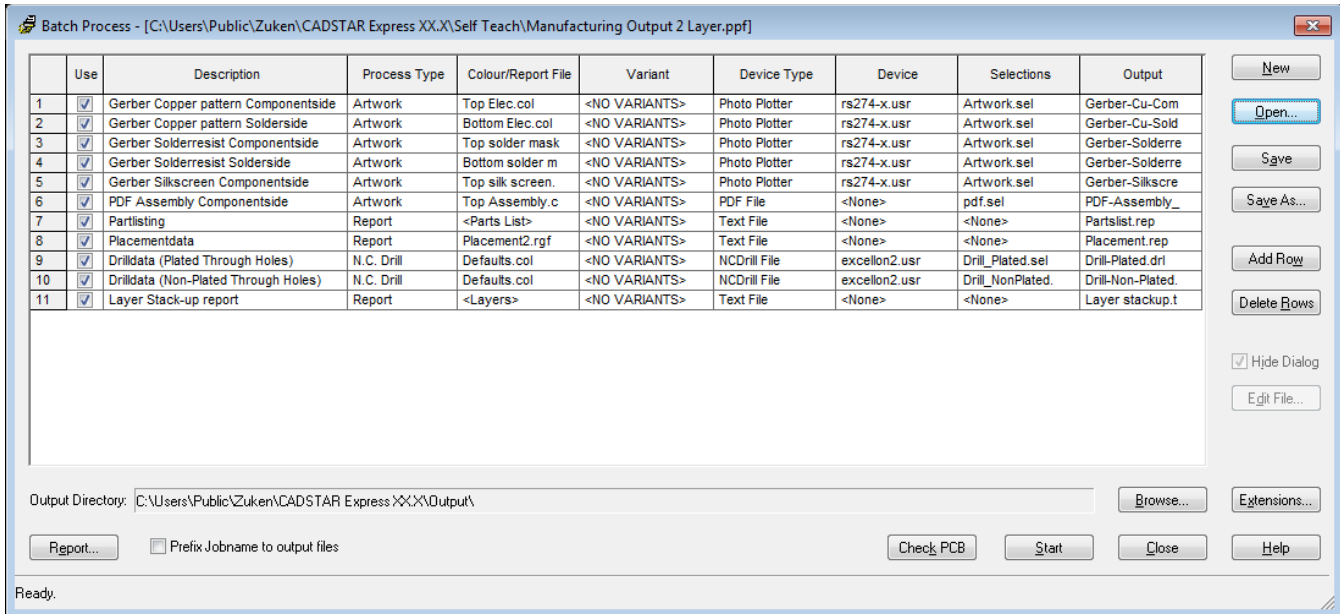 Batch Process - [C:\Users\Public\Zuken\CADSTAR Express XX.X\Self Teach\Manufacturing Output 2 Layer.ppf]
Use Description Process Type Colour/Report File Variant Device Type Device Selections Output
1 Gerber Copper pattern Componentside Artwork Top Elec.col <NO VARIANTS> Photo Plotter rs274-x.usr Artwork.sel Gerber-Cu-Com
2 Gerber Copper pattern Solderside Artwork Bottom Elec.col <NO VARIANTS> Photo Plotter rs274-x.usr Artwork.sel Gerber-Cu-Sold
3 Gerber Solderresist Componentside Artwork Top solder mask <NO VARIANTS> Photo Plotter rs274-x.usr Artwork.sel Gerber-Solderre
4 Gerber Solderresist Solderside Artwork Bottom solder m <NO VARIANTS> Photo Plotter rs274-x.usr Artwork.sel Gerber-Solderre
5 Gerber Silkscreen Componentside Artwork Top silk screen. <NO VARIANTS> Photo Plotter rs274-x.usr Artwork.sel Gerber-Silkscre
6 PDF Assembly Componentside Artwork Top Assembly.c <NO VARIANTS> PDF File <None> pdf.sel PDF-Assembly_
7 Partlisting Report <Parts List> <NO VARIANTS> Text File <None> <None> Partslist.rep
8 Placementdata Report Placement2.rgf <NO VARIANTS> Text File <None> <None> Placement.rep
9 Drilldata (Plated Through Holes) N.C. Drill Defaults.col <NO VARIANTS> NCDrill File excellon2.usr Drill_Plated.sel Drill-Plated.drl
10 Drilldata (Non-Plated Through Holes) N.C. Drill Defaults.col <NO VARIANTS> NCDrill File excellon2.usr Drill_NonPlated. Drill-Non-Plated.
11 Layer Stack-up report Report <Layers> <NO VARIANTS> Text File <None> <None> Layer stackup.t
New
Open...
Save
Save As...
Add Row
Delete Rows
Hide Dialog
Edit File...
Output Directory: C:\Users\Public\Zuken\CADSTAR Express XX.X\Output\ Browse... Extensions...
Report... Prefix Jobname to output files Check PCB Start Close Help
Ready.